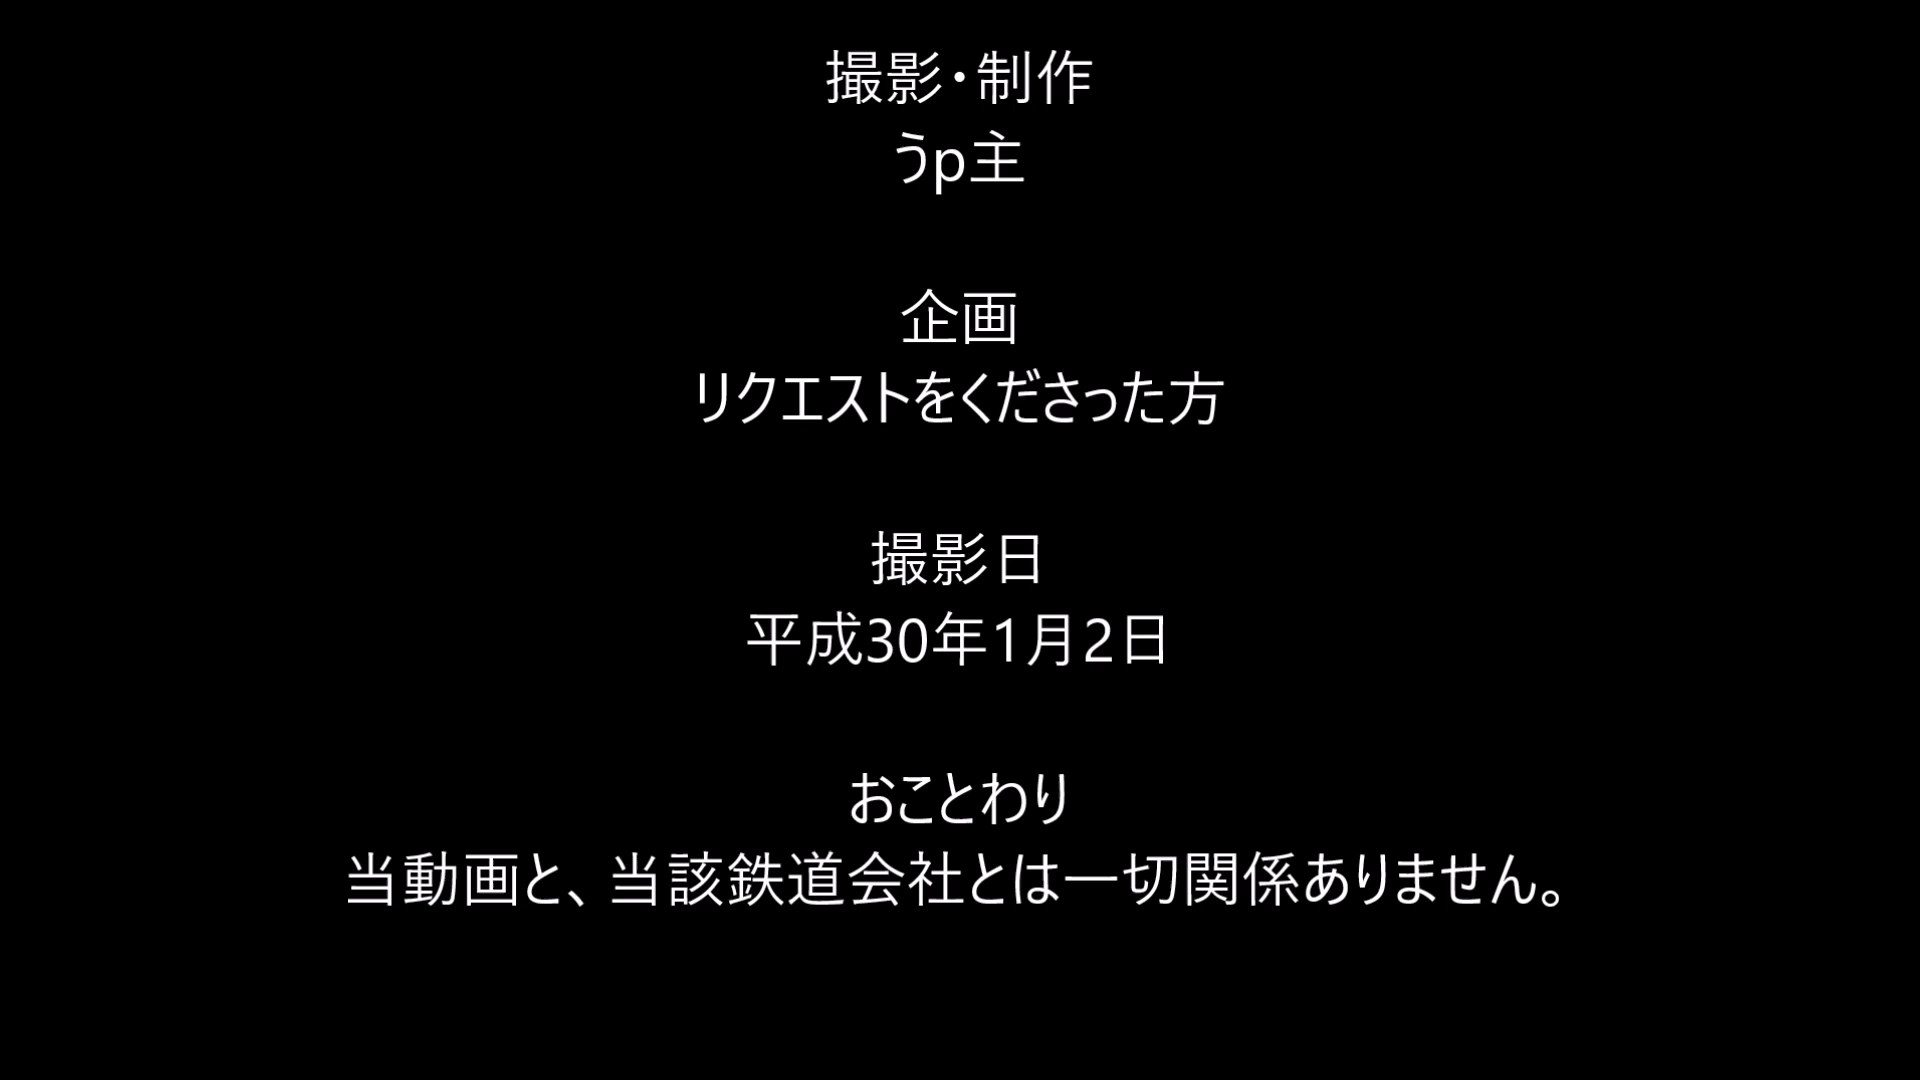 撮影・制作
うp主
企画
リクエストをくださった方
撮影日
平成30年1月2日
おことわり
当動画と、当該鉄道会社とは一切関係ありません。